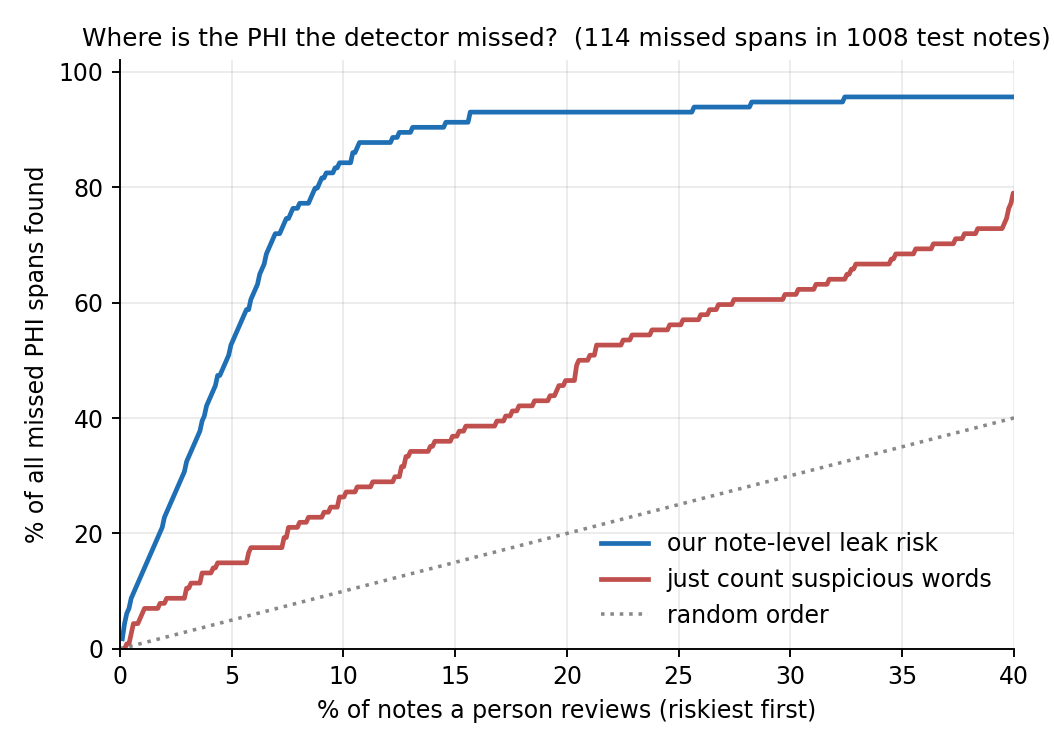 Where is the PHI the detector missed?  (114 missed spans in 1008 test notes)
% of all missed PHI spans found
100
80
60
40
20
0
our note-level leak risk
just count suspicious words
random order
0 5 10 15 20 25 30 35 40
% of notes a person reviews (riskiest first)